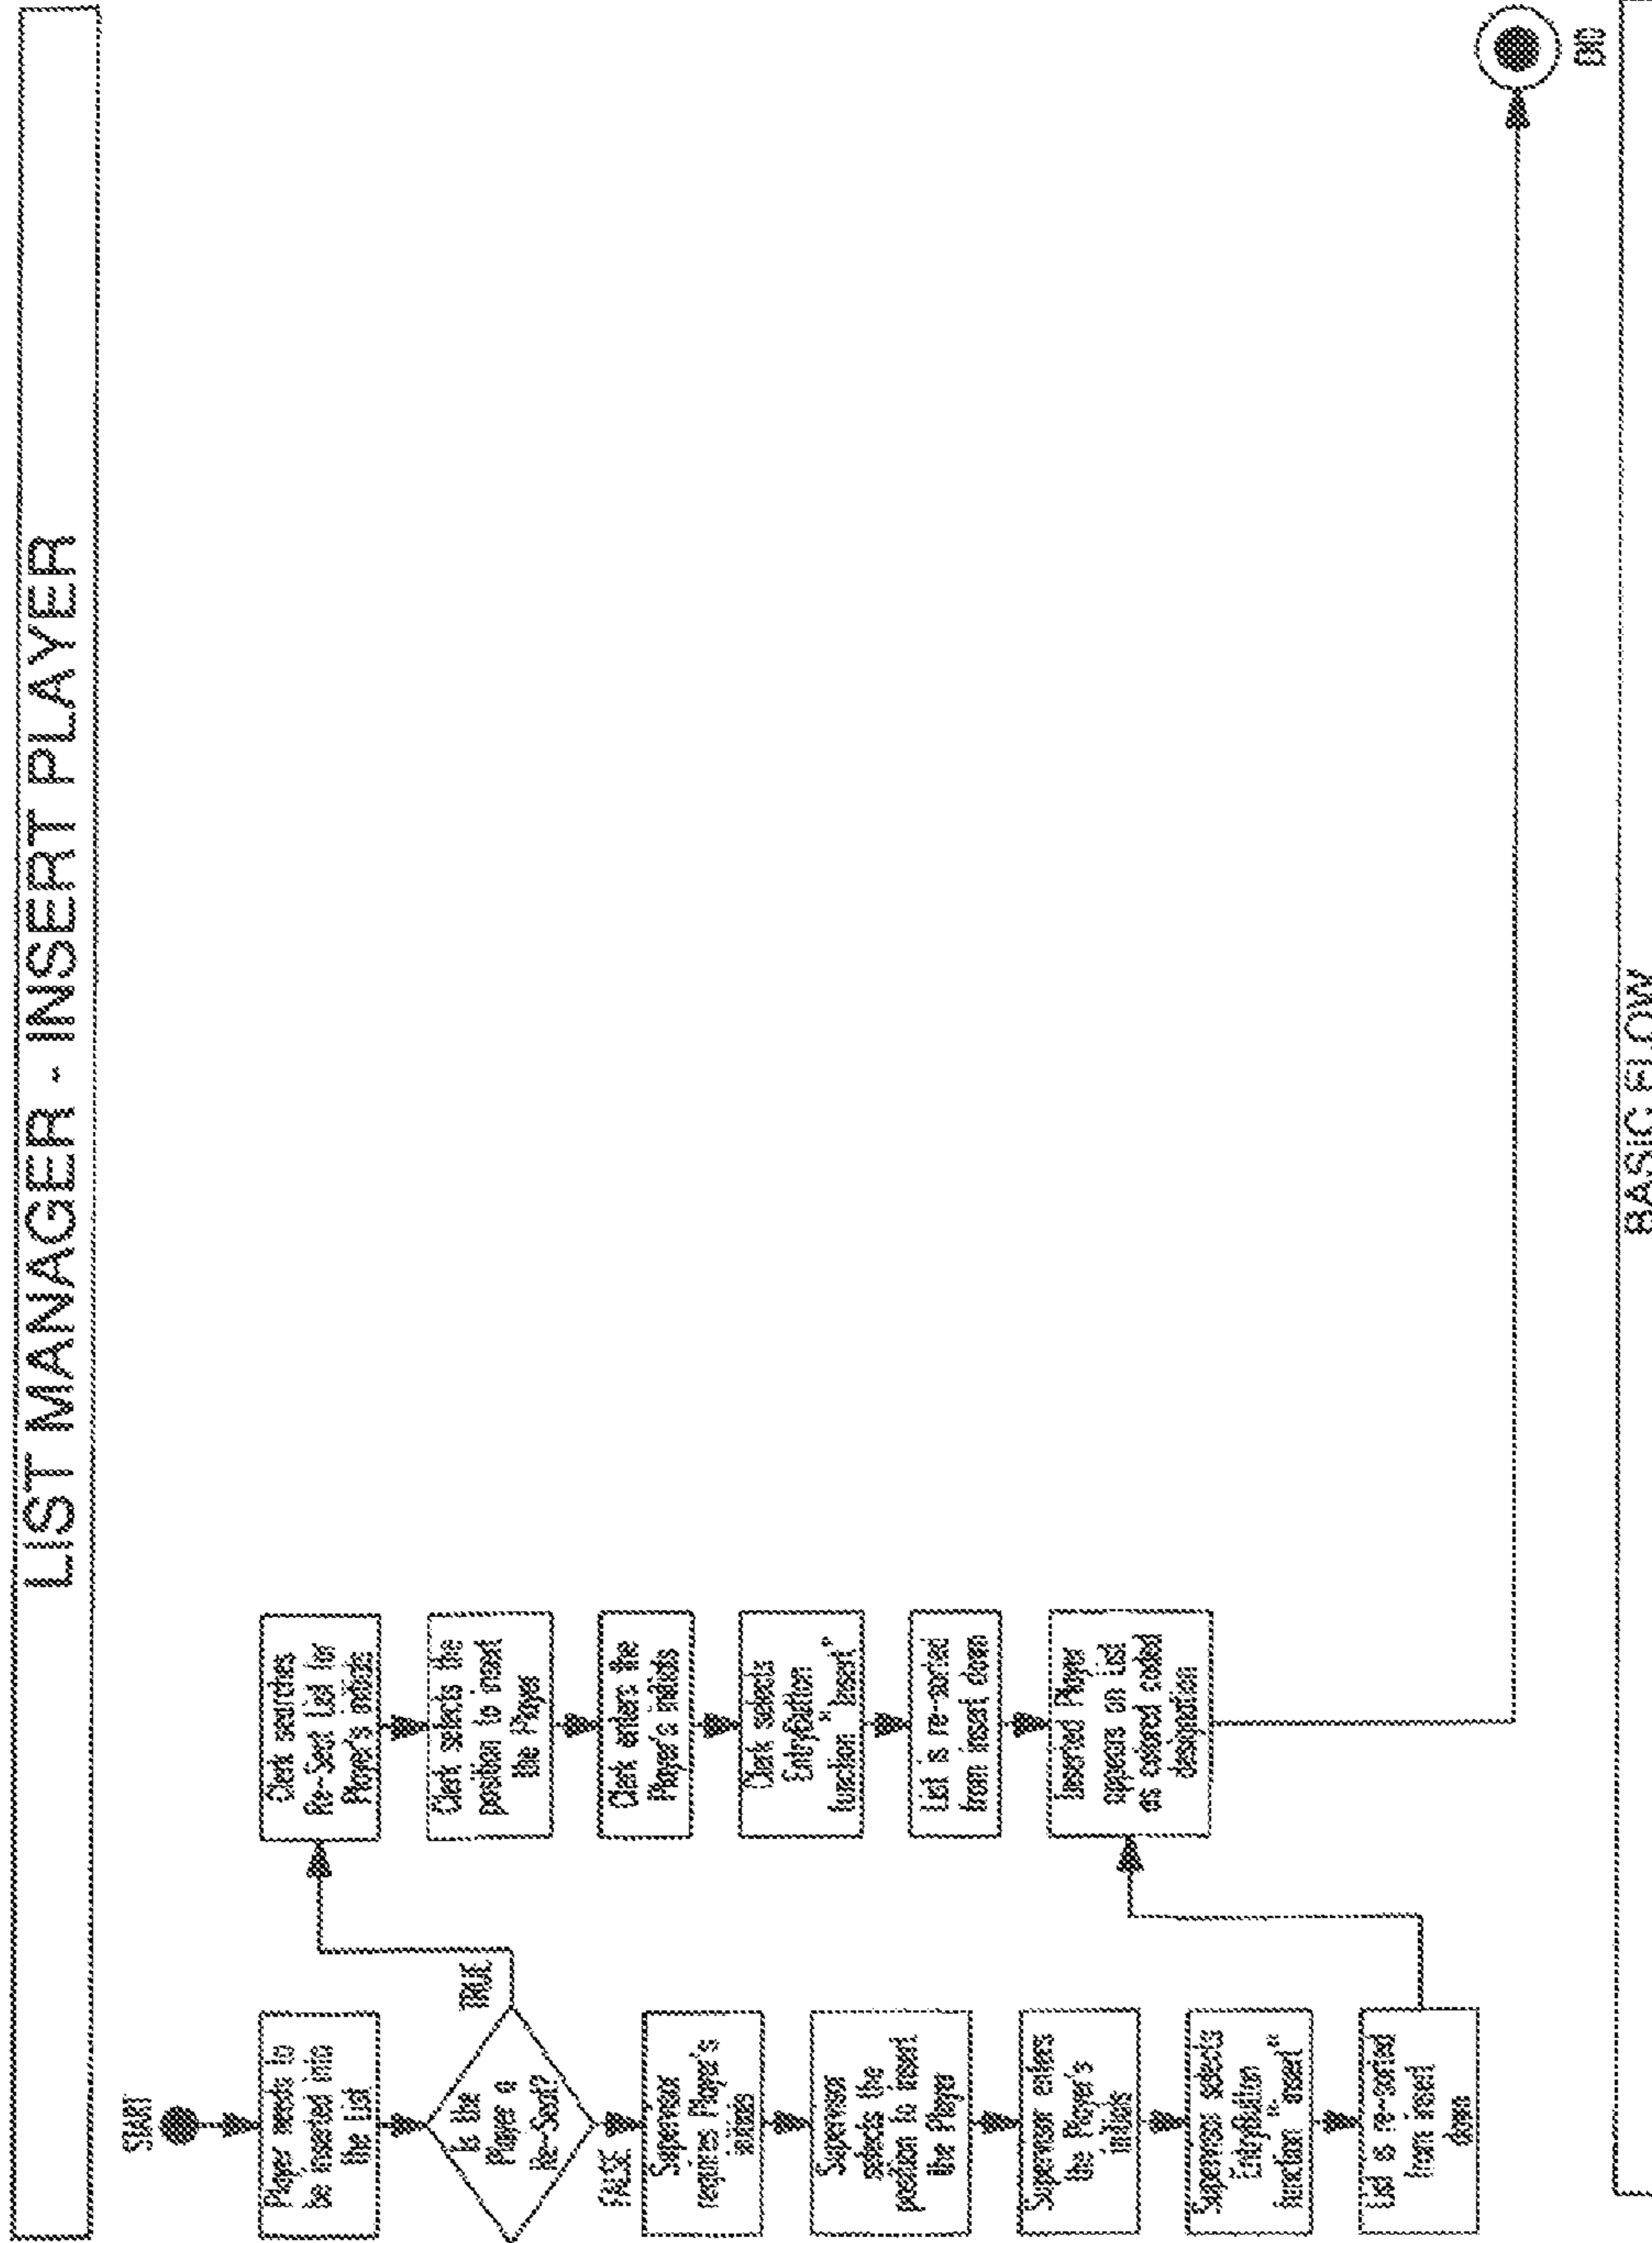 LIST MANAGER - INSERT PLAYER
START
Player needs to
be inserted into
the List
Is the
Player a
Re-Seat?
TRUE
FALSE
Supervisor
requires Player's
initials
Supervisor
selects the
position to insert
the Player
Supervisor enters
the Player's
initials
Supervisor selects
EntryButton
function "Insert"
List is re-sorted
from insert
down
Clerk searches
Re-Seat List for
Player's initials
Clerk selects the
position to insert
the Player
Clerk enters the
Player's initials
Clerk selects
EntryButton
function "Insert"
List is re-sorted
from insert down
Inserted Player
appears on List
as colored coded
designation
END
BASIC FLOW